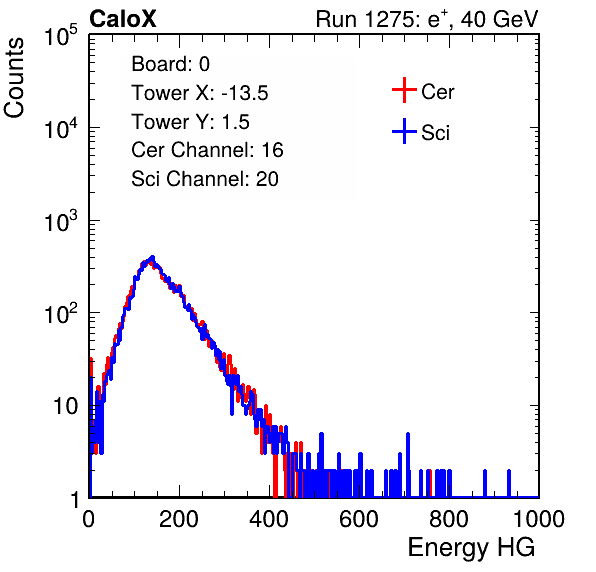 CaloX Run 1275: e⁺, 40 GeV
Counts
Board: 0
Tower X: -13.5
Tower Y: 1.5
Cer Channel: 16
Sci Channel: 20
Cer
Sci
10⁵
10⁴
10³
10²
10
1
0 200 400 600 800 1000
Energy HG